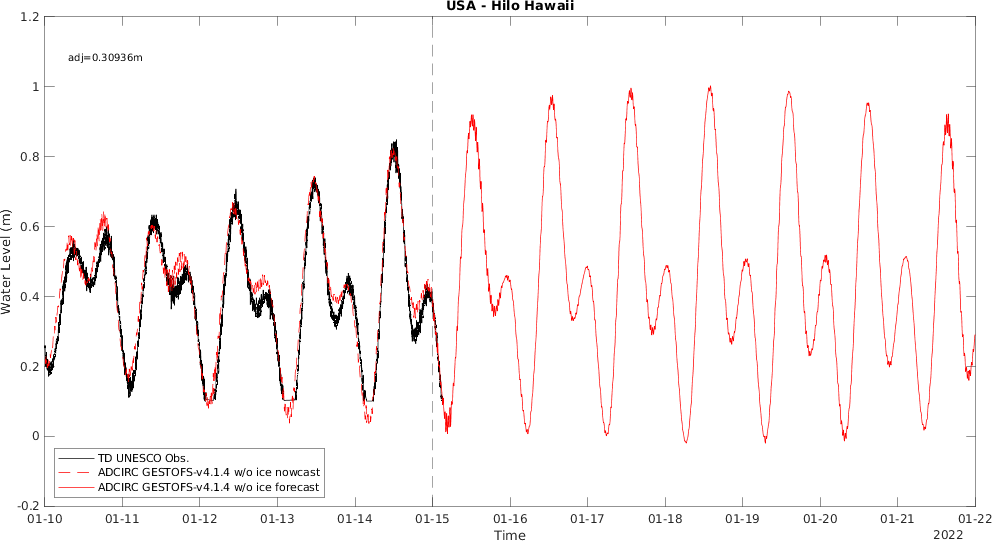 USA - Hilo Hawaii
1.2
adj=0.30936m
1
0.8
0.6
0.4
0.2
0
-0.2
Water Level (m)
TD UNESCO Obs.
ADCIRC GESTOFS-v4.1.4 w/o ice nowcast
ADCIRC GESTOFS-v4.1.4 w/o ice forecast
01-10 01-11 01-12 01-13 01-14 01-15 01-16 01-17 01-18 01-19 01-20 01-21 01-22
Time
2022